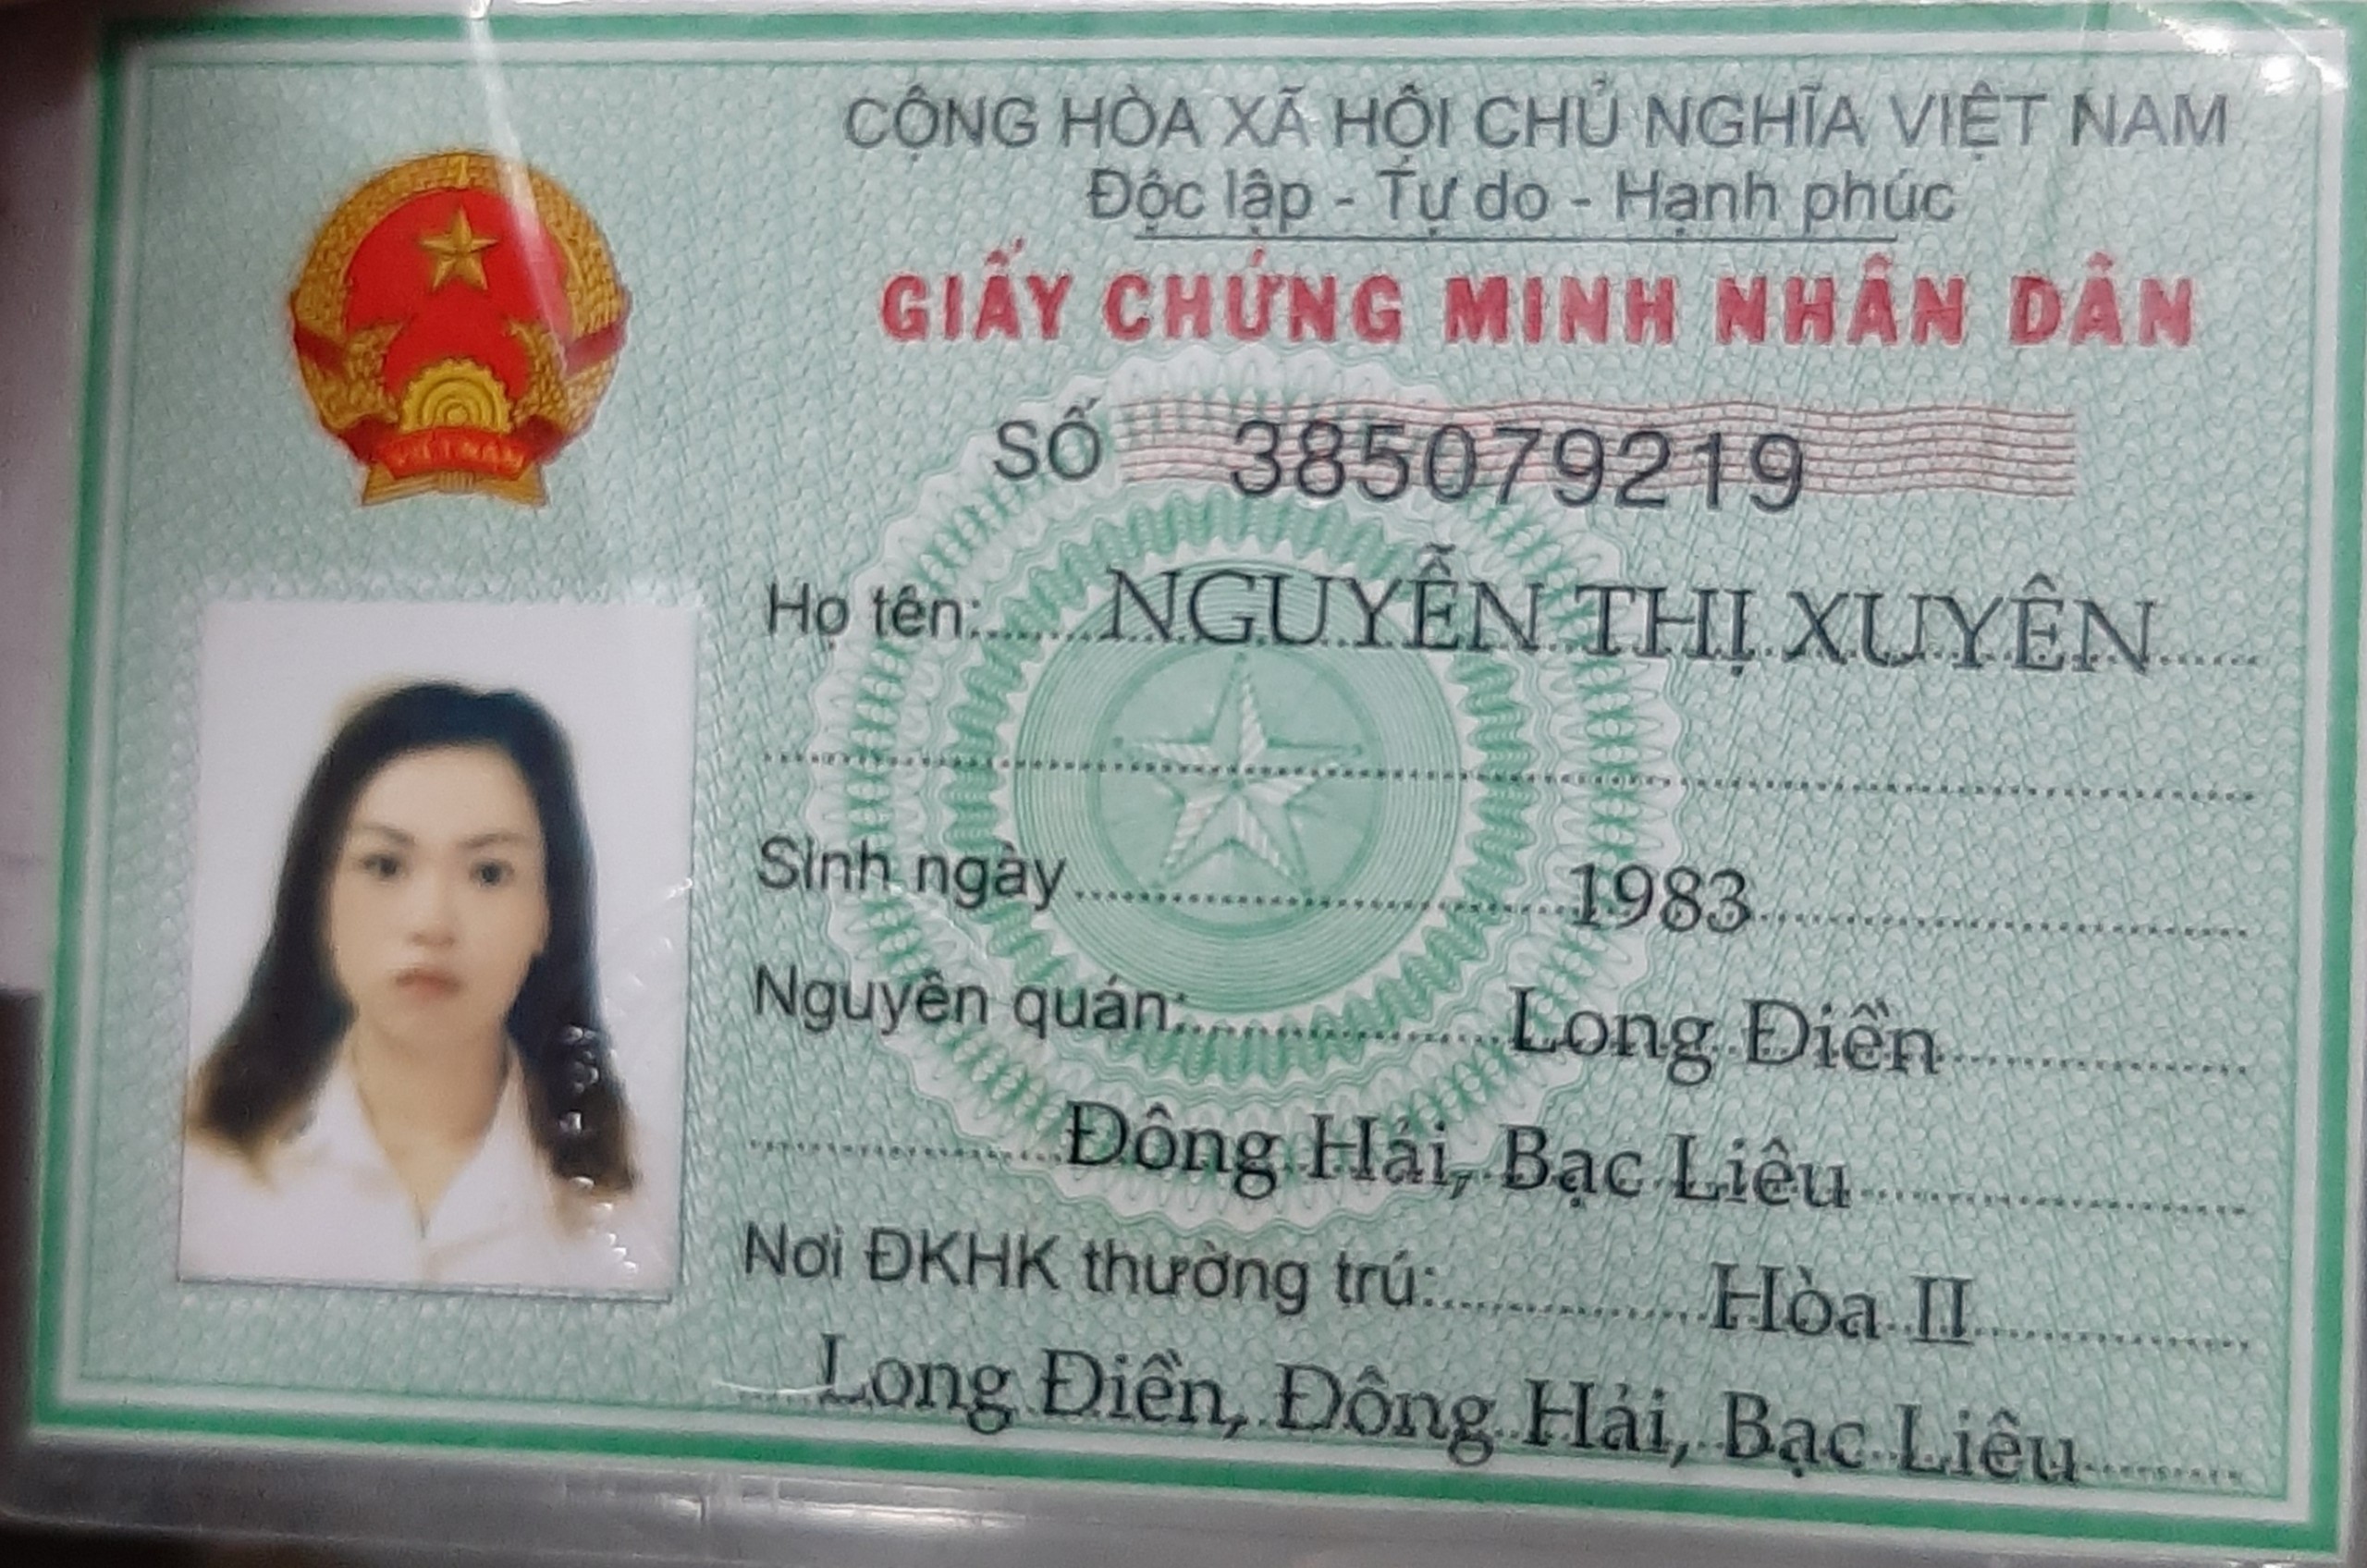 CỘNG HÒA XÃ HỘI CHỦ NGHĨA VIỆT NAM
Độc lập - Tự do - Hạnh phúc
GIẤY CHỨNG MINH NHÂN DÂN
VIỆT NAM
SỐ 385079219
Họ tên: NGUYỄN THỊ XUYÊN
Sinh ngày 1983
Nguyên quán: Long Điền
Đông Hải, Bạc Liêu
Nơi ĐKHK thường trú: Hòa II
Long Điền, Đông Hải, Bạc Liêu